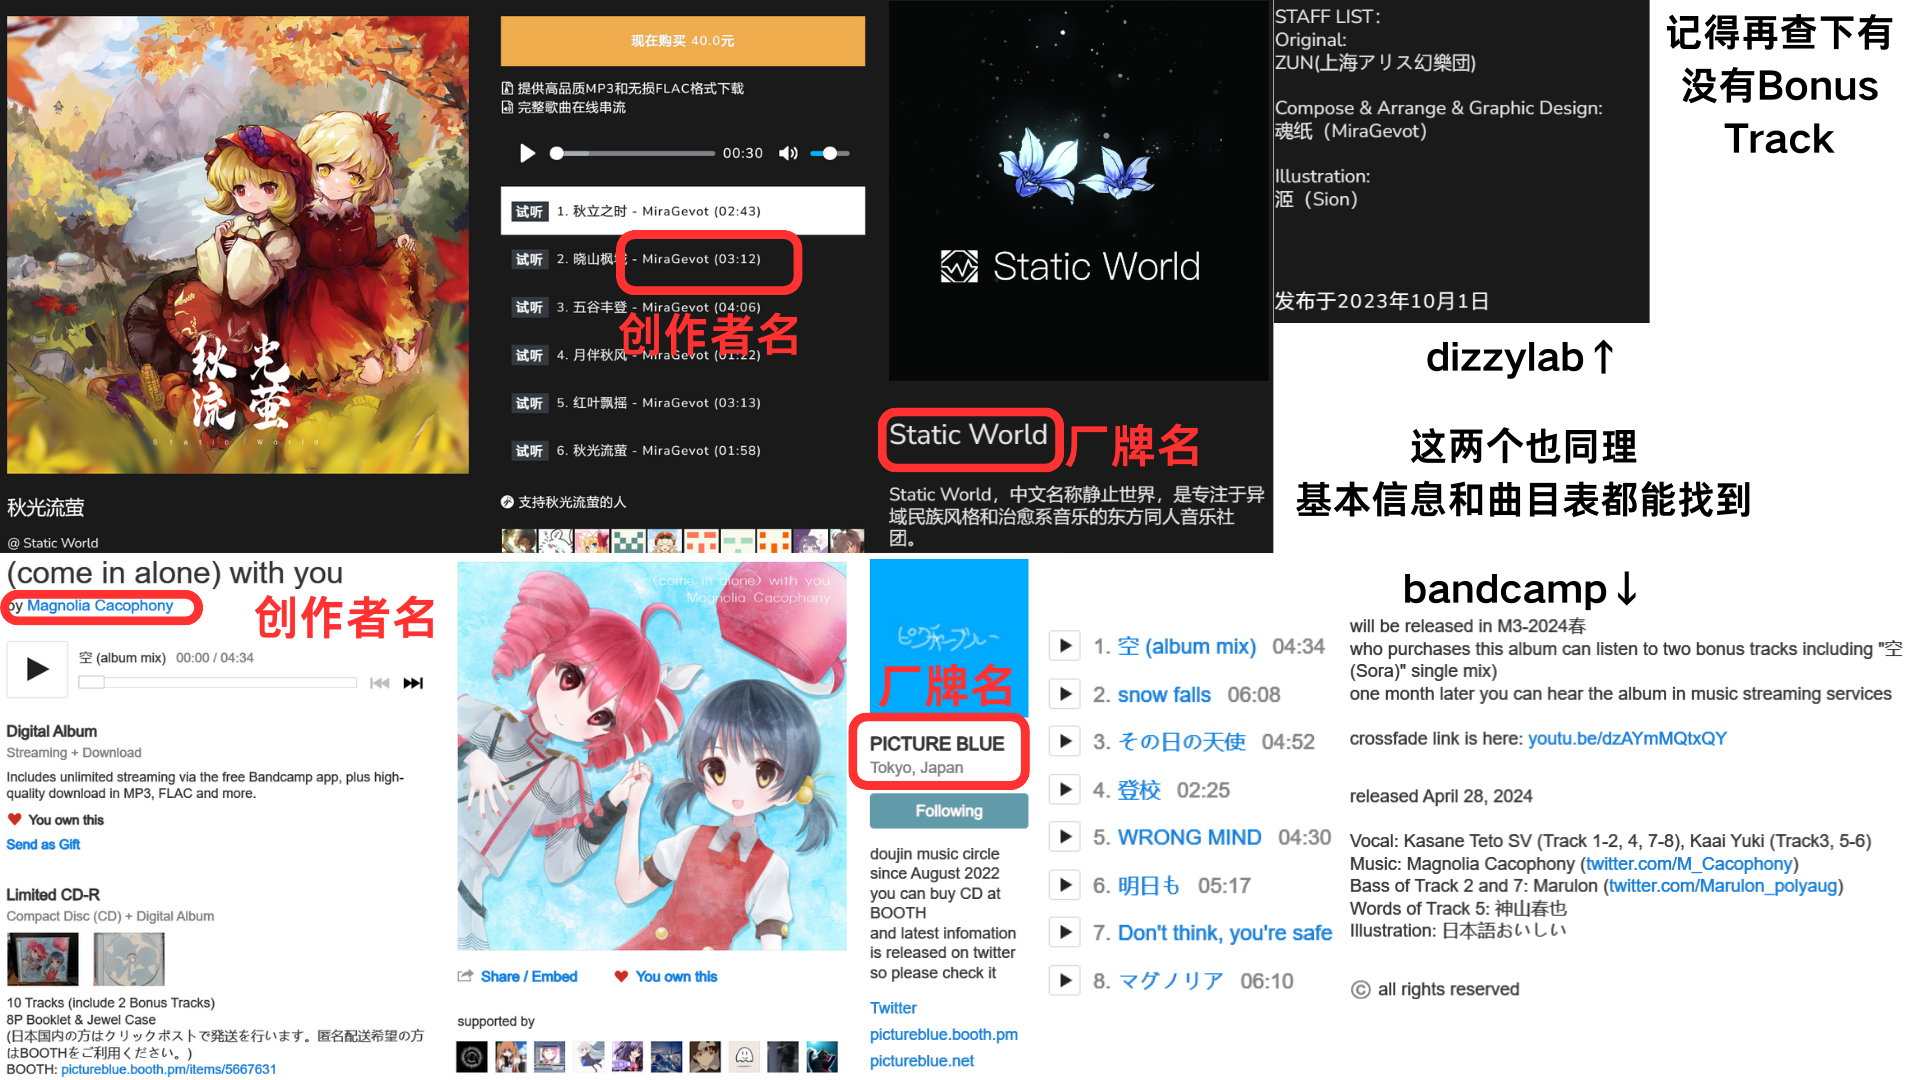 秋光流萤
Static World
秋光流萤
@ Static World
现在购买 40.0元
提供高品质MP3和无损FLAC格式下载
完整歌曲在线串流
00:30
试听 1. 秋立之时 - MiraGevot (02:43)
试听 2. 晓山枫 - MiraGevot (03:12)
试听 3. 五谷丰登 - MiraGevot (04:06)
创作者名
试听 4. 月伴秋风 - MiraGevot (01:22)
试听 5. 红叶飘摇 - MiraGevot (03:13)
试听 6. 秋光流萤 - MiraGevot (01:58)
支持秋光流萤的人
Static World
Static World
厂牌名
Static World，中文名称静止世界，是专注于异
域民族风格和治愈系音乐的东方同人音乐社
团。
STAFF LIST：
Original:
ZUN(上海アリス幻樂団)
Compose & Arrange & Graphic Design:
魂纸（MiraGevot）
Illustration:
（Sion）
发布于2023年10月1日
记得再查下有
没有Bonus
Track
dizzylab↑
这两个也同理
基本信息和曲目表都能找到
bandcamp↓
(come in alone) with you
by Magnolia Cacophony
创作者名
空 (album mix) 00:00 / 04:34
Digital Album
Streaming + Download
Includes unlimited streaming via the free Bandcamp app, plus high-
quality download in MP3, FLAC and more.
You own this
Send as Gift
Limited CD-R
Compact Disc (CD) + Digital Album
10 Tracks (include 2 Bonus Tracks)
8P Booklet & Jewel Case
(日本国内の方はクリックポストで発送を行います。匿名配送希望の方
はBOOTHをご利用ください。)
BOOTH: pictureblue.booth.pm/items/5667631
(come in alone) with you
Magnolia Cacophony
Share / Embed
You own this
supported by
ピクチャーブルー
厂牌名
PICTURE BLUE
Tokyo, Japan
Following
doujin music circle
since August 2022
you can buy CD at
BOOTH
and latest infomation
is released on twitter
so please check it
Twitter
pictureblue.booth.pm
pictureblue.net
1. 空 (album mix) 04:34
2. snow falls 06:08
3. その日の天使 04:52
4. 登校 02:25
5. WRONG MIND 04:30
6. 明日も 05:17
7. Don't think, you're safe
8. マグノリア 06:10
will be released in M3-2024春
who purchases this album can listen to two bonus tracks including "空
(Sora)" single mix)
one month later you can hear the album in music streaming services
crossfade link is here: youtu.be/dzAYmMQtxQY
released April 28, 2024
Vocal: Kasane Teto SV (Track 1-2, 4, 7-8), Kaai Yuki (Track3, 5-6)
Music: Magnolia Cacophony (twitter.com/M_Cacophony)
Bass of Track 2 and 7: Marulon (twitter.com/Marulon_polyaug)
Words of Track 5: 神山春也
Illustration: 日本語おいしい
© all rights reserved